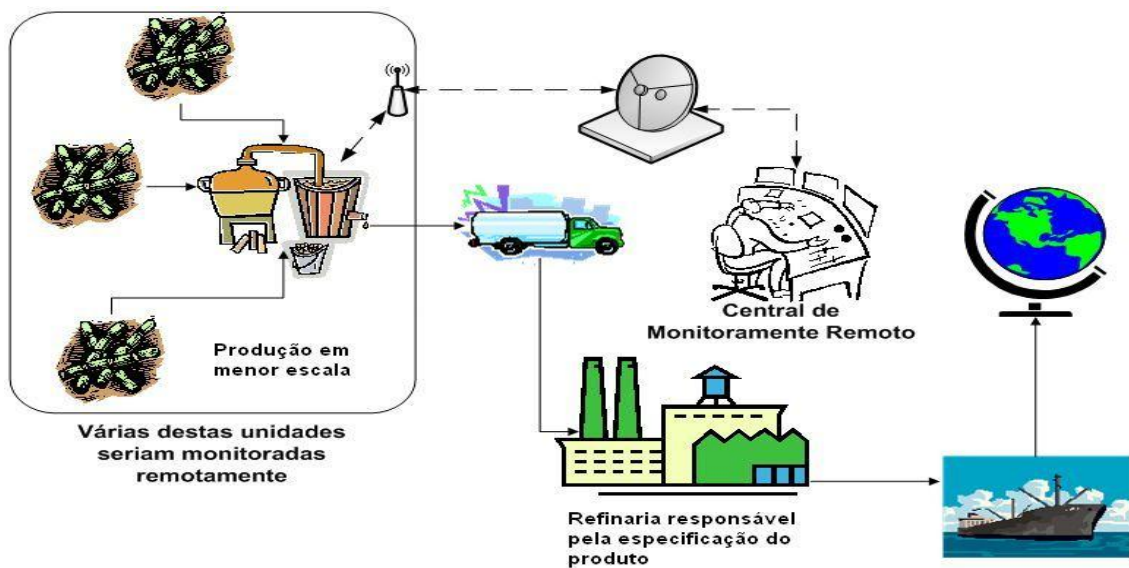 Central de
Monitoramente Remoto
Produção em
menor escala
Várias destas unidades
seriam monitoradas
remotamente
Refinaria responsável
pela especificação do
produto